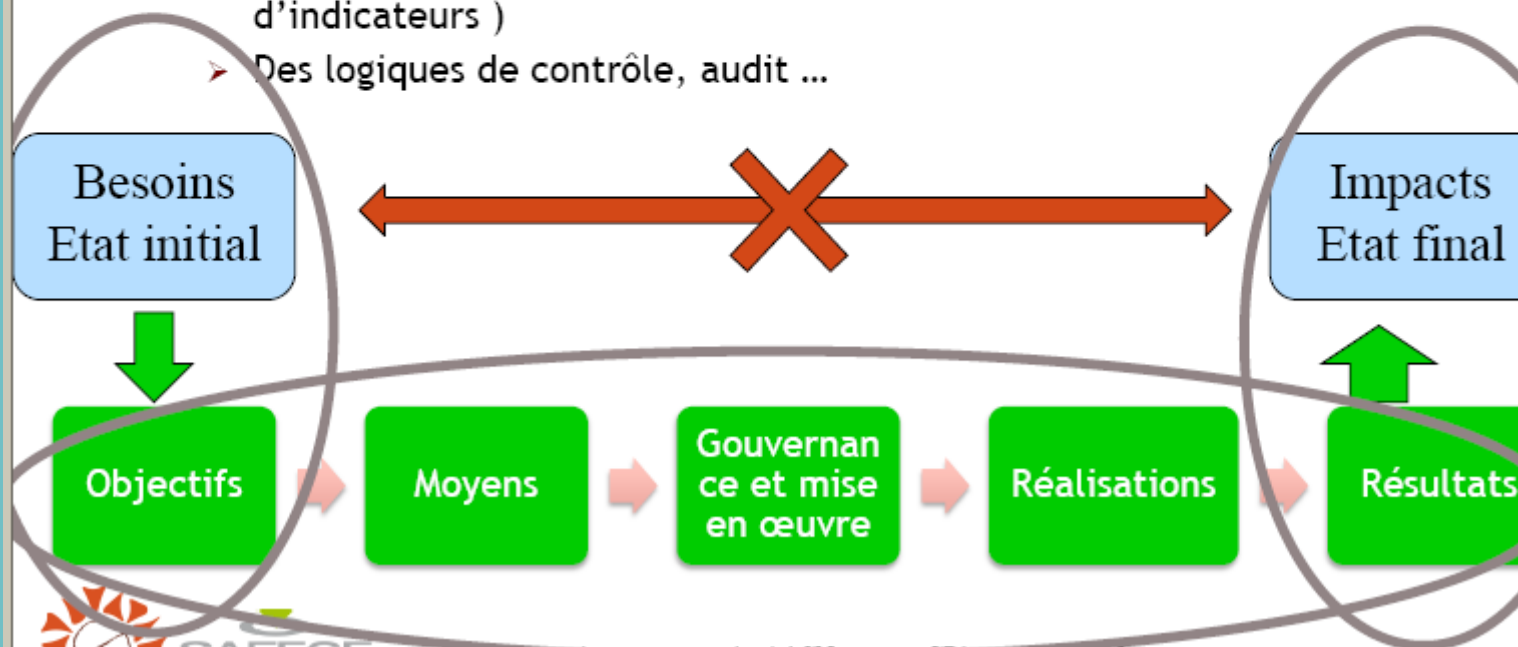 d’indicateurs )
➢ Des logiques de contrôle, audit …
Besoins
Etat initial
Impacts
Etat final
Objectifs
Moyens
Gouvernan
ce et mise
en œuvre
Réalisations
Résultats